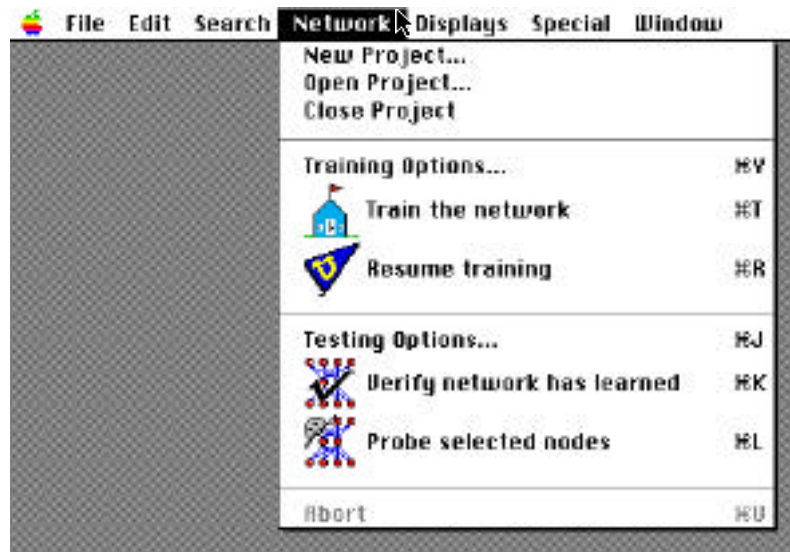 File Edit Search Network Displays Special Window
New Project...
Open Project...
Close Project
Training Options... ⌘Y
Train the network ⌘T
Resume training ⌘R
Testing Options... ⌘J
Verify network has learned ⌘K
Probe selected nodes ⌘L
Abort ⌘U